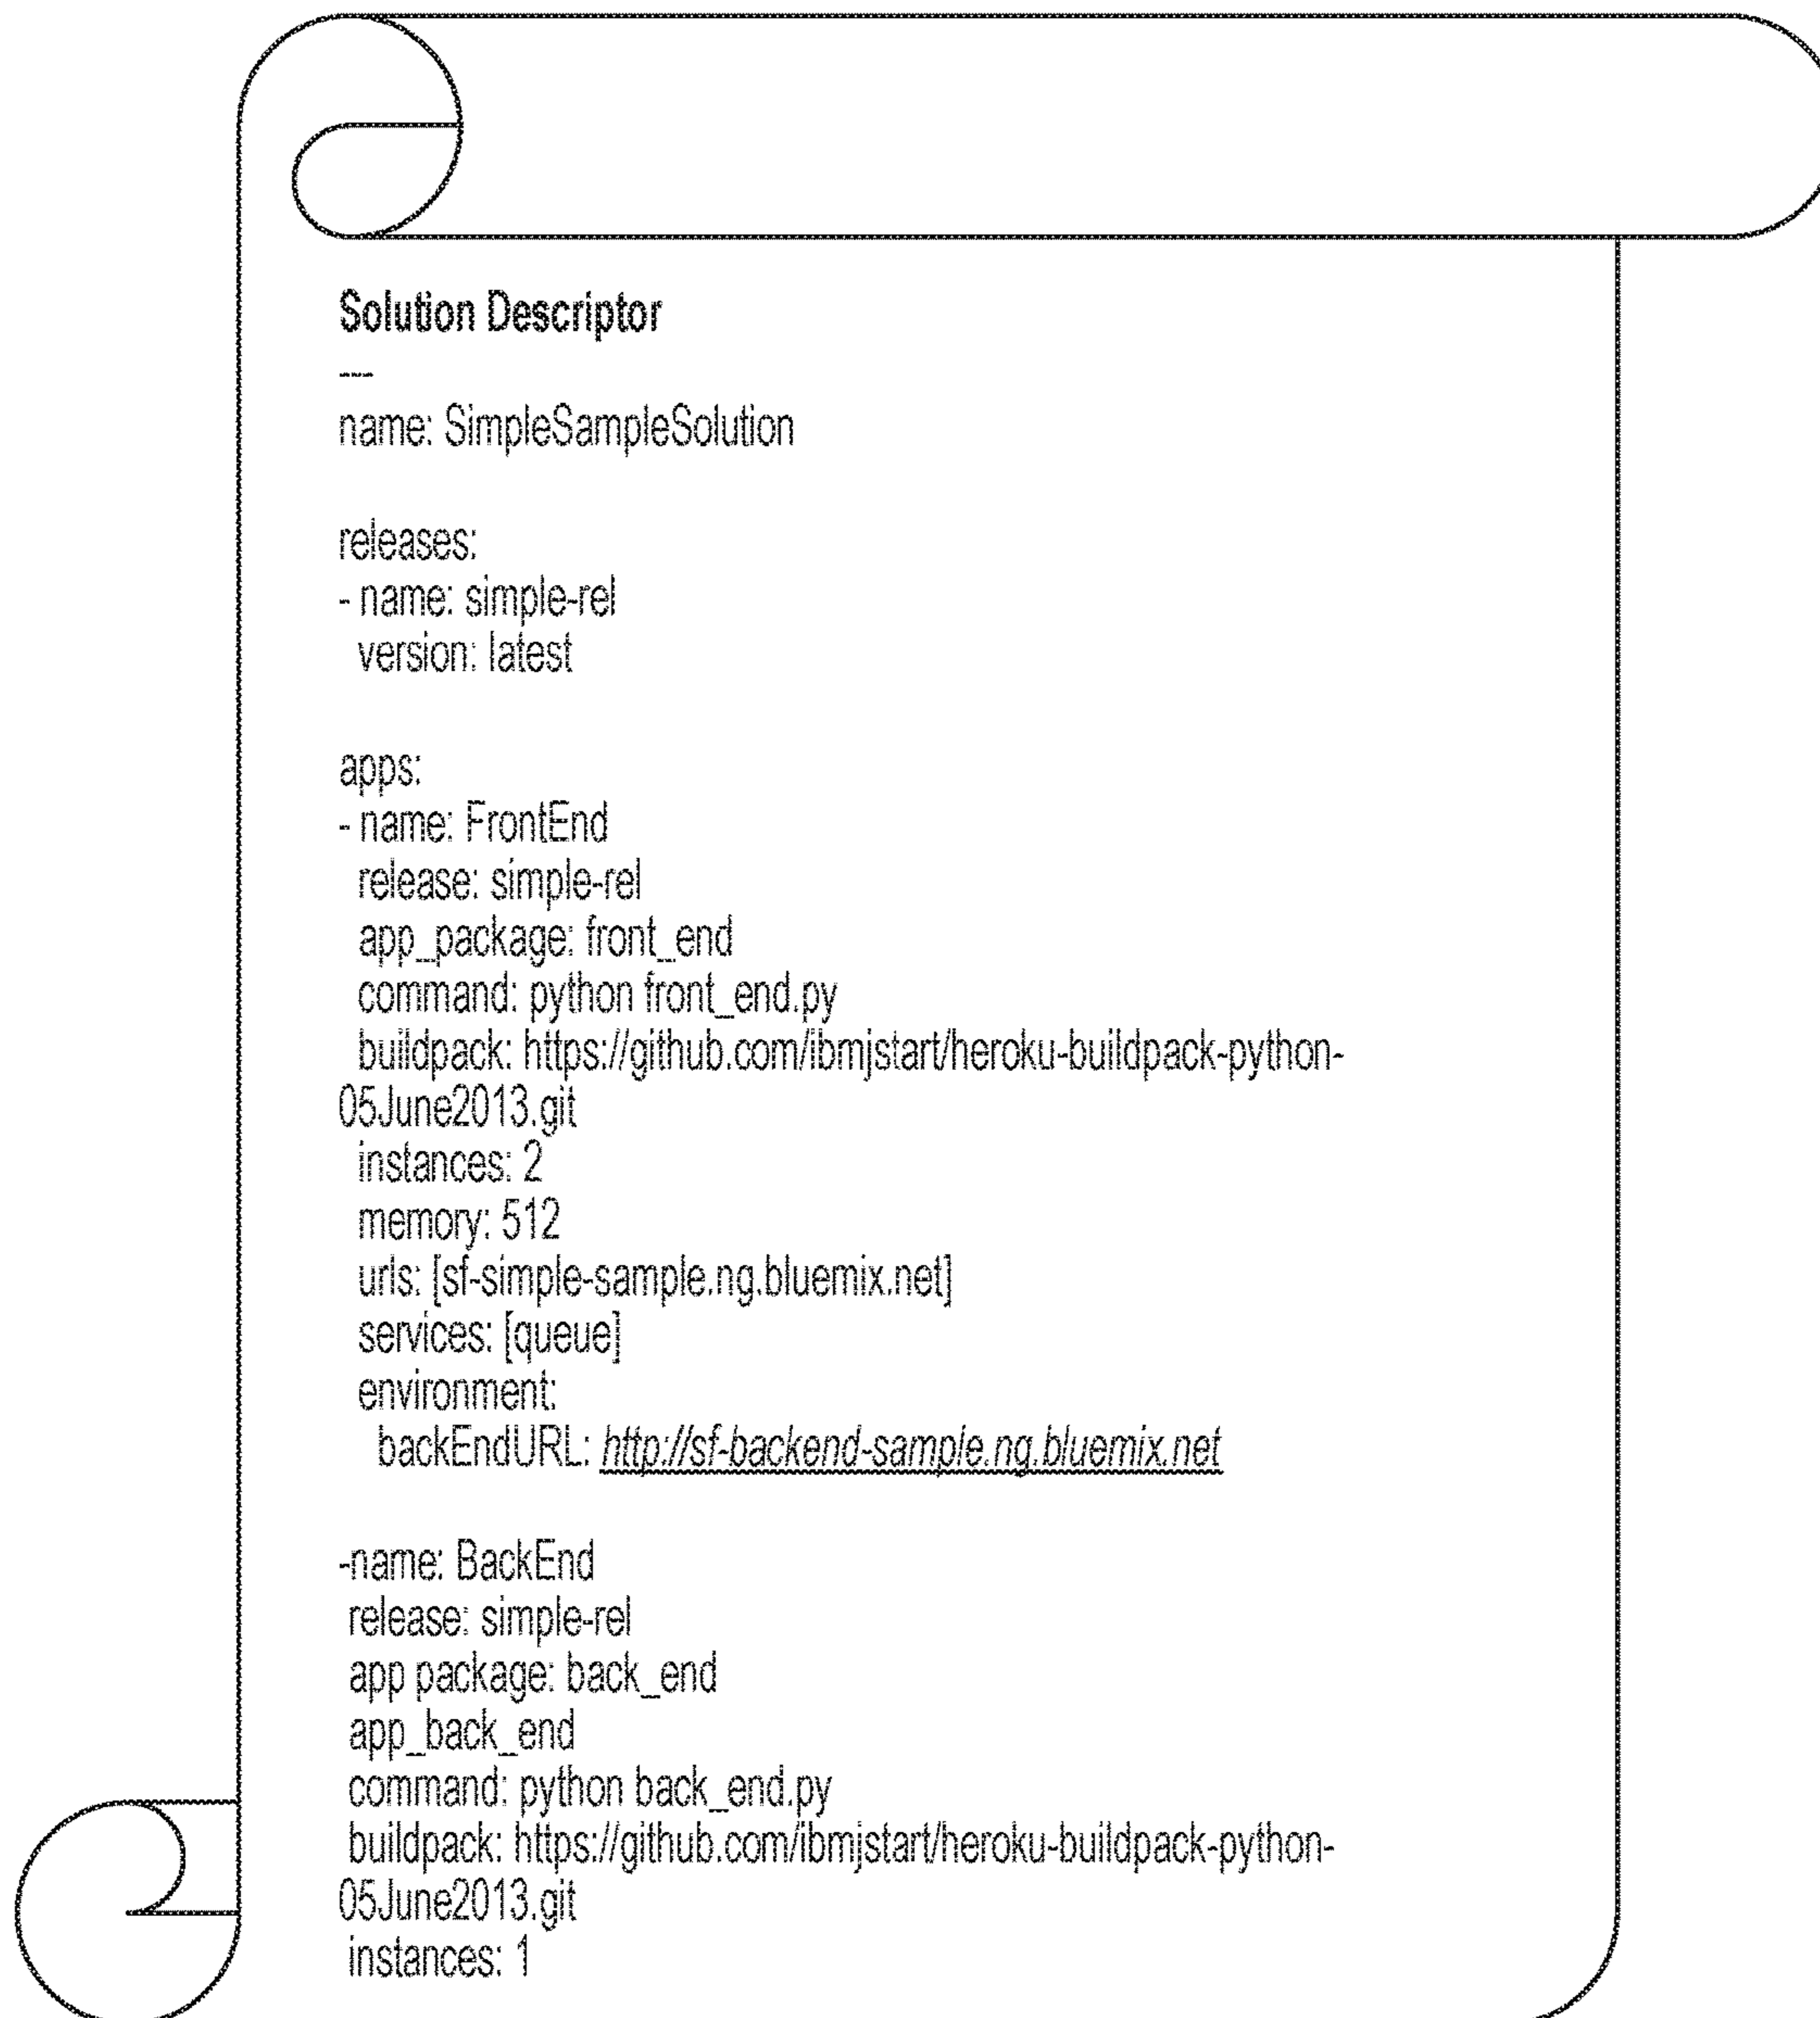 Solution Descriptor
---
name: SimpleSampleSolution
releases:
- name: simple-rel
version: latest
apps:
- name: FrontEnd
release: simple-rel
app_package: front_end
command: python front_end.py
buildpack: https://github.com/ibmjstart/heroku-buildpack-python-
05June2013.git
instances: 2
memory: 512
urls: [sf-simple-sample.ng.bluemix.net]
services: [queue]
environment:
backEndURL: http://sf-backend-sample.ng.bluemix.net
-name: BackEnd
release: simple-rel
app package: back_end
app_back_end
command: python back_end.py
buildpack: https://github.com/ibmjstart/heroku-buildpack-python-
05June2013.git
instances: 1